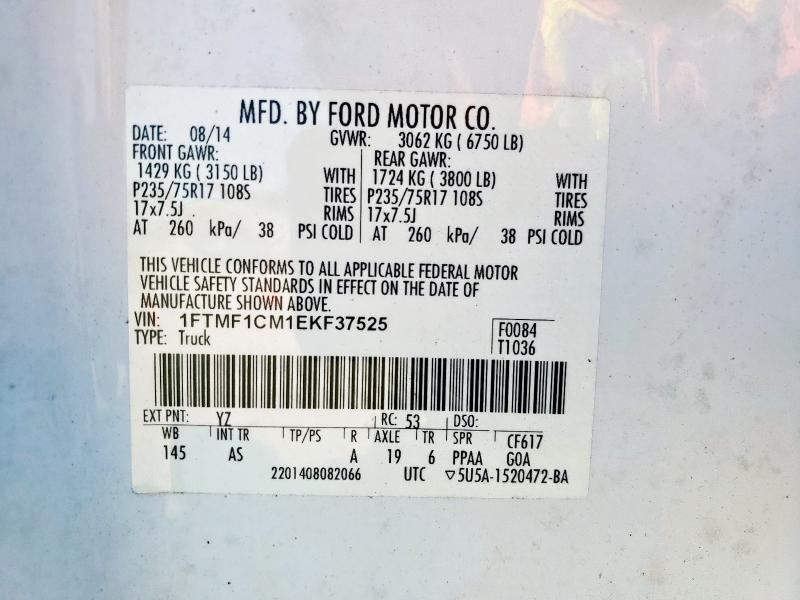 MFD. BY FORD MOTOR CO.
DATE: 08/14 GVWR: 3062 KG ( 6750 LB)
FRONT GAWR: REAR GAWR:
1429 KG ( 3150 LB) WITH 1724 KG ( 3800 LB) WITH
P235/75R17 108S TIRES P235/75R17 108S TIRES
17x7.5J RIMS 17x7.5J RIMS
AT 260 kPa/ 38 PSI COLD AT 260 kPa/ 38 PSI COLD
THIS VEHICLE CONFORMS TO ALL APPLICABLE FEDERAL MOTOR
VEHICLE SAFETY STANDARDS IN EFFECT ON THE DATE OF
MANUFACTURE SHOWN ABOVE.
VIN: 1FTMF1CM1EKF37525 F0084
TYPE: Truck T1036
EXT PNT: YZ RC: 53 DSO:
WB INT TR TP/PS R AXLE TR SPR CF617
145 AS A 19 6 PPAA GOA
2201408082066 UTC ▽5U5A-1520472-BA